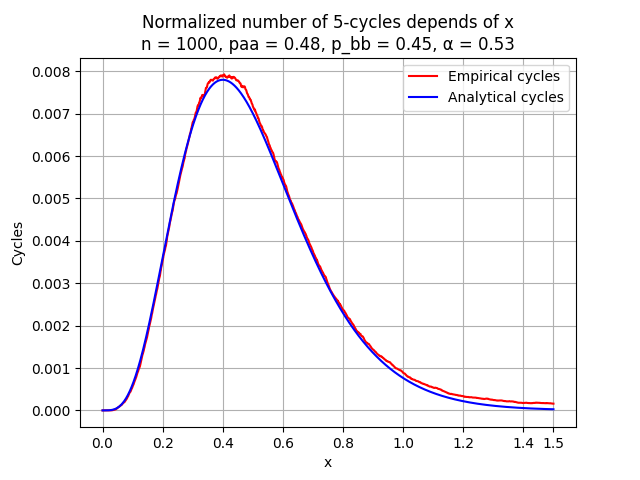 Normalized number of 5-cycles depends of x
n = 1000, paa = 0.48, p_bb = 0.45, α = 0.53
Empirical cycles
Analytical cycles
0.008
0.007
0.006
0.005
0.004
0.003
0.002
0.001
0.000
Cycles
0.0 0.2 0.4 0.6 0.8 1.0 1.2 1.4 1.5
x